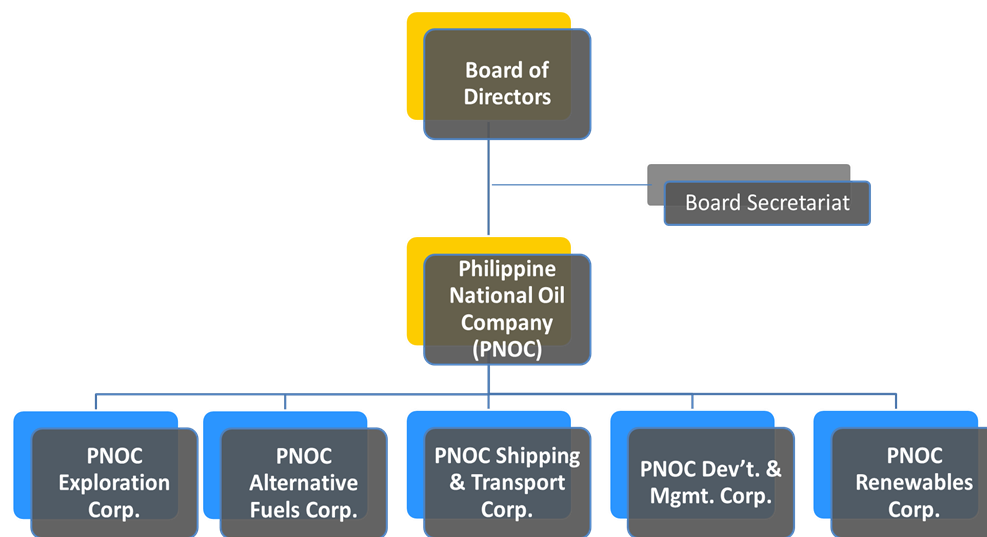 Board of
Directors
Board Secretariat
Philippine
National Oil
Company
(PNOC)
PNOC
Exploration
Corp.
PNOC
Alternative
Fuels Corp.
PNOC Shipping
& Transport
Corp.
PNOC Dev’t. &
Mgmt. Corp.
PNOC
Renewables
Corp.